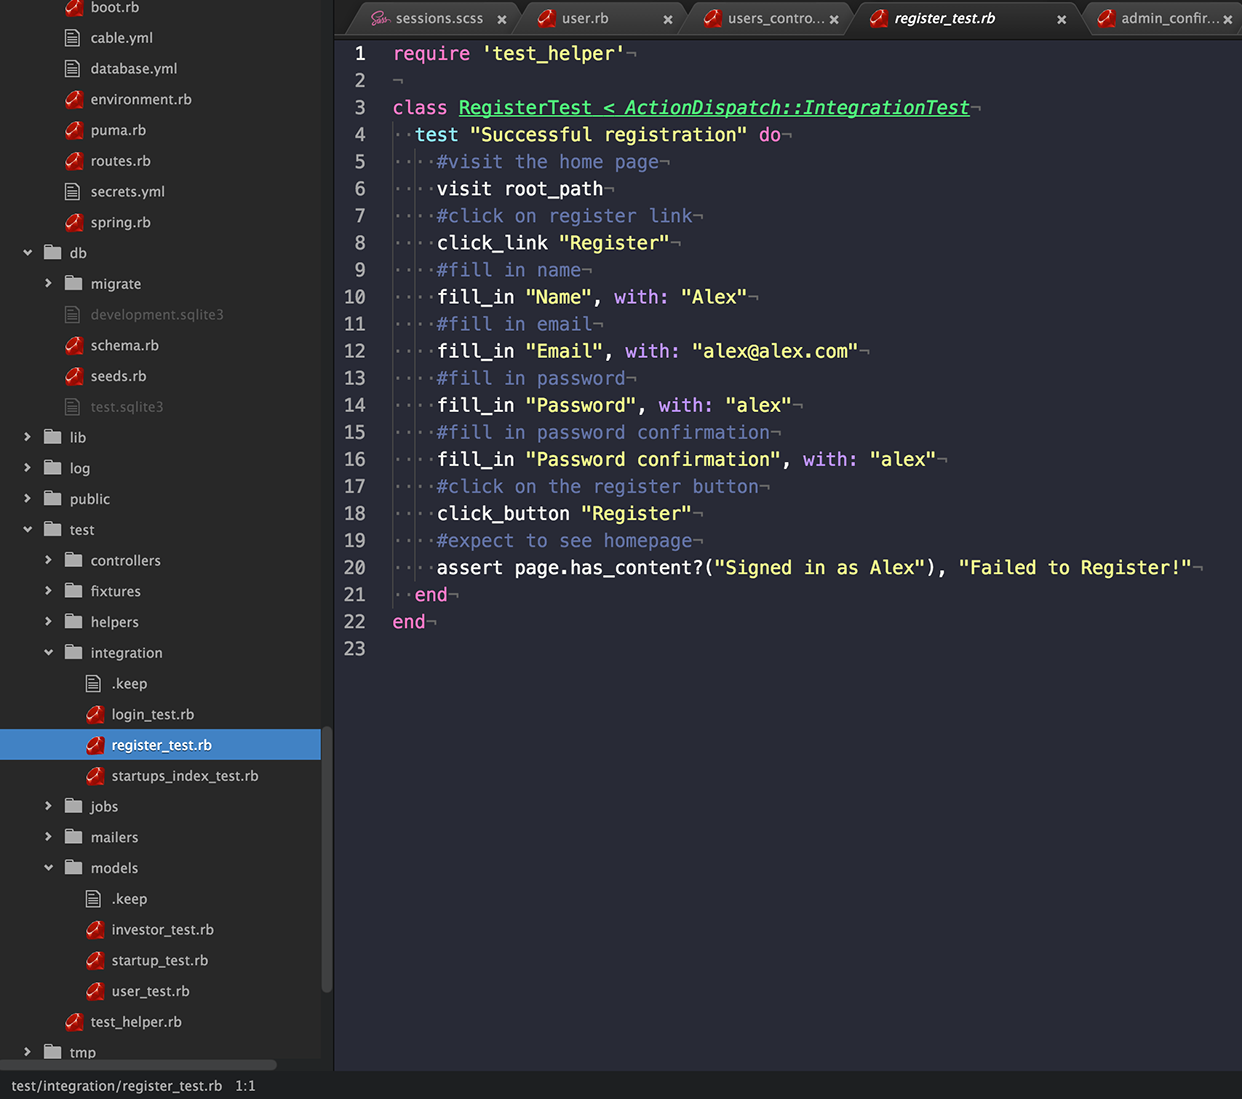 boot.rb
cable.yml
database.yml
environment.rb
puma.rb
routes.rb
secrets.yml
spring.rb
db
migrate
development.sqlite3
schema.rb
seeds.rb
test.sqlite3
lib
log
public
test
controllers
fixtures
helpers
integration
.keep
login_test.rb
register_test.rb
startups_index_test.rb
jobs
mailers
models
.keep
investor_test.rb
startup_test.rb
user_test.rb
test_helper.rb
tmp
sessions.scss
user.rb
users_contro...
register_test.rb
admin_confir...
1 require 'test_helper'
2
3 class RegisterTest < ActionDispatch::IntegrationTest
4 test "Successful registration" do
5 #visit the home page
6 visit root_path
7 #click on register link
8 click_link "Register"
9 #fill in name
10 fill_in "Name", with: "Alex"
11 #fill in email
12 fill_in "Email", with: "alex@alex.com"
13 #fill in password
14 fill_in "Password", with: "alex"
15 #fill in password confirmation
16 fill_in "Password confirmation", with: "alex"
17 #click on the register button
18 click_button "Register"
19 #expect to see homepage
20 assert page.has_content?("Signed in as Alex"), "Failed to Register!"
21 end
22 end
23
test/integration/register_test.rb 1:1